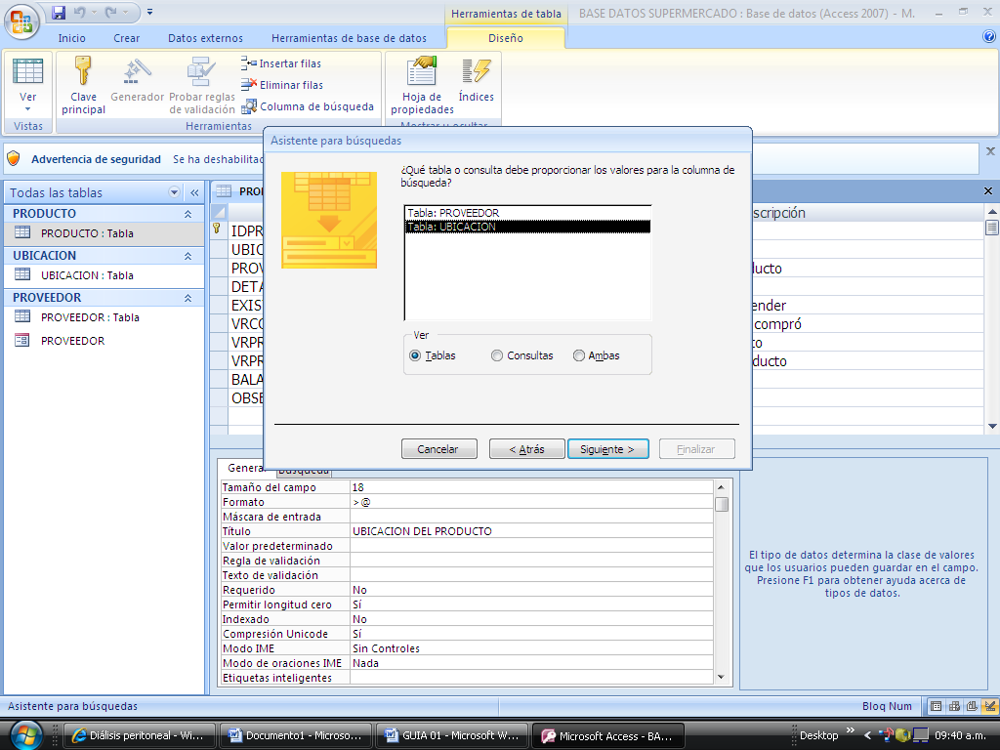 Herramientas de tabla
BASE DATOS SUPERMERCADO : Base de datos (Access 2007) - M.
Inicio
Crear
Datos externos
Herramientas de base de datos
Diseño
Ver
Clave principal
Generador
Probar reglas de validación
Insertar filas
Eliminar filas
Columna de búsqueda
Hoja de propiedades
Índices
Vistas
Herramientas
Mostrar u ocultar
Advertencia de seguridad
Se ha deshabilitad
Todas las tablas
PRODUCTO
PRODUCTO : Tabla
UBICACION
UBICACION : Tabla
PROVEEDOR
PROVEEDOR : Tabla
PROVEEDOR
PRO
scripción
IDPR
UBIC
PROV
ducto
DETA
EXIS
ender
VRCO
compró
VRPR
to
VRPR
ducto
BALA
OBSE
Asistente para búsquedas
¿Qué tabla o consulta debe proporcionar los valores para la columna de
búsqueda?
Tabla: PROVEEDOR
Tabla: UBICACION
Ver
Tablas
Consultas
Ambas
Cancelar
< Atrás
Siguiente >
Finalizar
General
Búsqueda
Tamaño del campo 18
Formato >@
Máscara de entrada
Título UBICACION DEL PRODUCTO
Valor predeterminado
Regla de validación
Texto de validación
Requerido No
Permitir longitud cero Sí
Indexado No
Compresión Unicode Sí
Modo IME Sin Controles
Modo de oraciones IME Nada
Etiquetas inteligentes
El tipo de datos determina la clase de valores
que los usuarios pueden guardar en el campo.
Presione F1 para obtener ayuda acerca de
tipos de datos.
Asistente para búsquedas
Bloq Num
Diálisis peritoneal - Wi...
Documento1 - Microso...
GUIA 01 - Microsoft W...
Microsoft Access - BA...
Desktop
09:40 a.m.